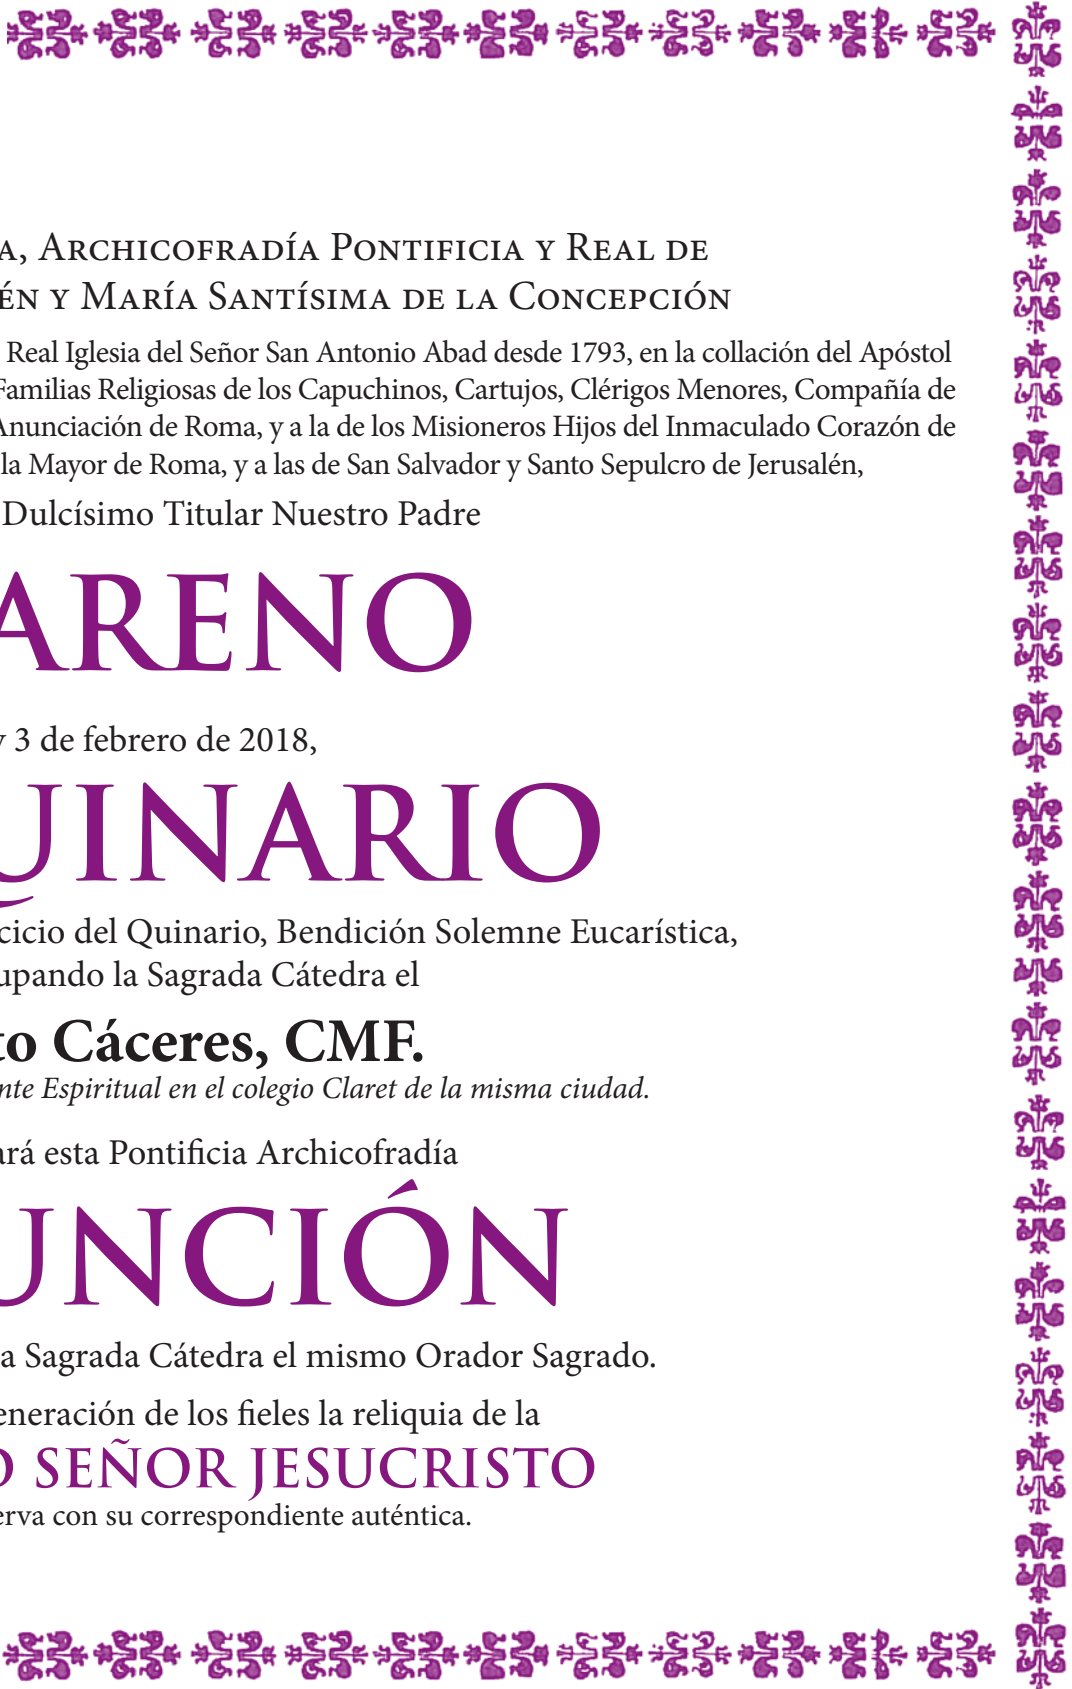 a, Archicofradía Pontificia y Real de
én y María Santísima de la Concepción
Real Iglesia del Señor San Antonio Abad desde 1793, en la collación del Apóstol
Familias Religiosas de los Capuchinos, Cartujos, Clérigos Menores, Compañía de
Anunciación de Roma, y a la de los Misioneros Hijos del Inmaculado Corazón de
la Mayor de Roma, y a las de San Salvador y Santo Sepulcro de Jerusalén,
Dulcísimo Titular Nuestro Padre
ARENO
y 3 de febrero de 2018,
UINARIO
cicio del Quinario, Bendición Solemne Eucarística,
upando la Sagrada Cátedra el
to Cáceres, CMF.
nte Espiritual en el colegio Claret de la misma ciudad.
ará esta Pontificia Archicofradía
UNCIÓN
a Sagrada Cátedra el mismo Orador Sagrado.
eneración de los fieles la reliquia de la
O SEÑOR JESUCRISTO
erva con su correspondiente auténtica.